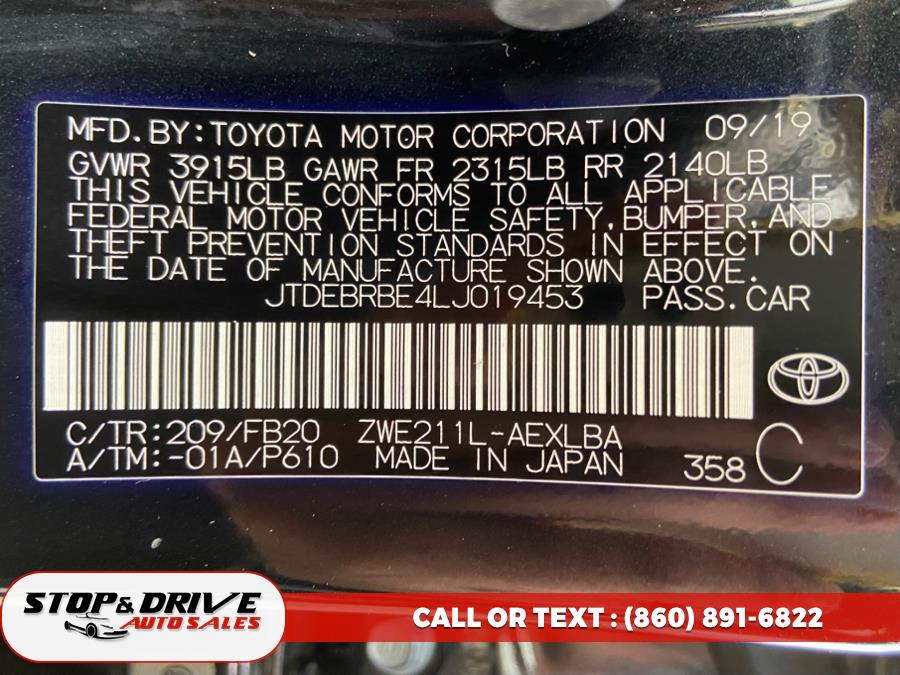 MFD.BY:TOYOTA MOTOR CORPORATION 09/19
GVWR 3915LB GAWR FR 2315LB RR 2140LB
THIS VEHICLE CONFORMS TO ALL APPLICABLE
FEDERAL MOTOR VEHICLE SAFETY,BUMPER,AND
THEFT PREVENTION STANDARDS IN EFFECT ON
THE DATE OF MANUFACTURE SHOWN ABOVE.
JTDEBRBE4LJ019453 PASS.CAR
C/TR:209/FB20 ZWE211L-AEXLBA
A/TM:-01A/P610 MADE IN JAPAN 358 C
STOP & DRIVE
AUTO SALES
CALL OR TEXT : (860) 891-6822